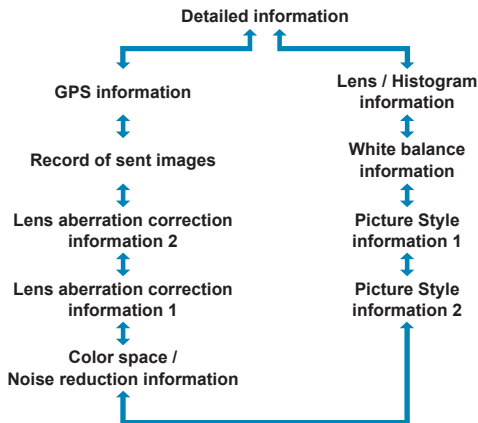 Detailed information
GPS information
Lens / Histogram
information
Record of sent images
White balance
information
Lens aberration correction
information 2
Picture Style
information 1
Lens aberration correction
information 1
Picture Style
information 2
Color space /
Noise reduction information